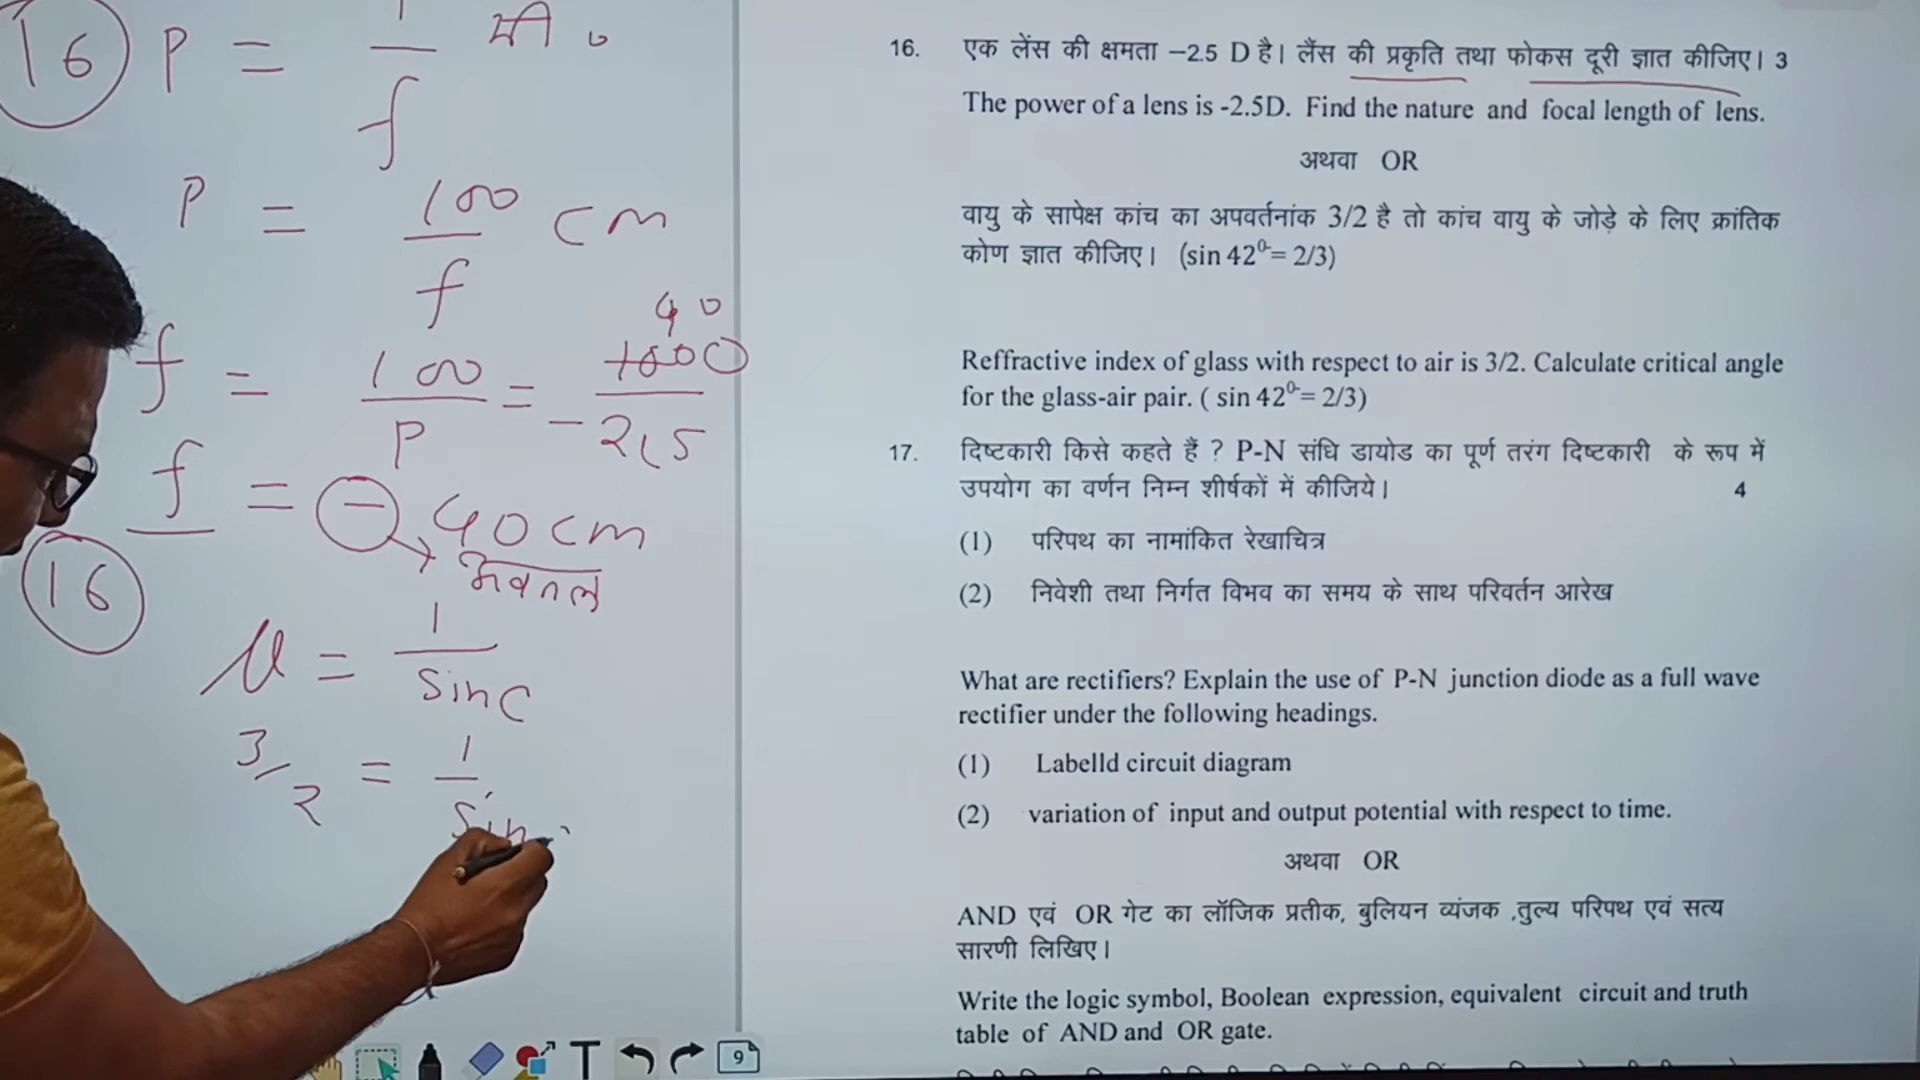 16 P = 1/f मी०
P = 100/f cm
f = 100/P = 1000/-25 40
f = - 40 cm
→ अवतल
16
μ = 1/sin c
3/2 = 1/sin
9
16. एक लेंस की क्षमता –2.5 D है। लैंस की प्रकृति तथा फोकस दूरी ज्ञात कीजिए। 3
The power of a lens is -2.5D. Find the nature and focal length of lens.
अथवा OR
वायु के सापेक्ष कांच का अपवर्तनांक 3/2 है तो कांच वायु के जोड़े के लिए क्रांतिक
कोण ज्ञात कीजिए। (sin 42⁰= 2/3)
Reffractive index of glass with respect to air is 3/2. Calculate critical angle
for the glass-air pair. ( sin 42⁰= 2/3)
17. दिष्टकारी किसे कहते हैं ? P-N संधि डायोड का पूर्ण तरंग दिष्टकारी के रूप में
उपयोग का वर्णन निम्न शीर्षकों में कीजिये। 4
(1) परिपथ का नामांकित रेखाचित्र
(2) निवेशी तथा निर्गत विभव का समय के साथ परिवर्तन आरेख
What are rectifiers? Explain the use of P-N junction diode as a full wave
rectifier under the following headings.
(1) Labelld circuit diagram
(2) variation of input and output potential with respect to time.
अथवा OR
AND एवं OR गेट का लॉजिक प्रतीक, बुलियन व्यंजक ,तुल्य परिपथ एवं सत्य
सारणी लिखिए।
Write the logic symbol, Boolean expression, equivalent circuit and truth
table of AND and OR gate.